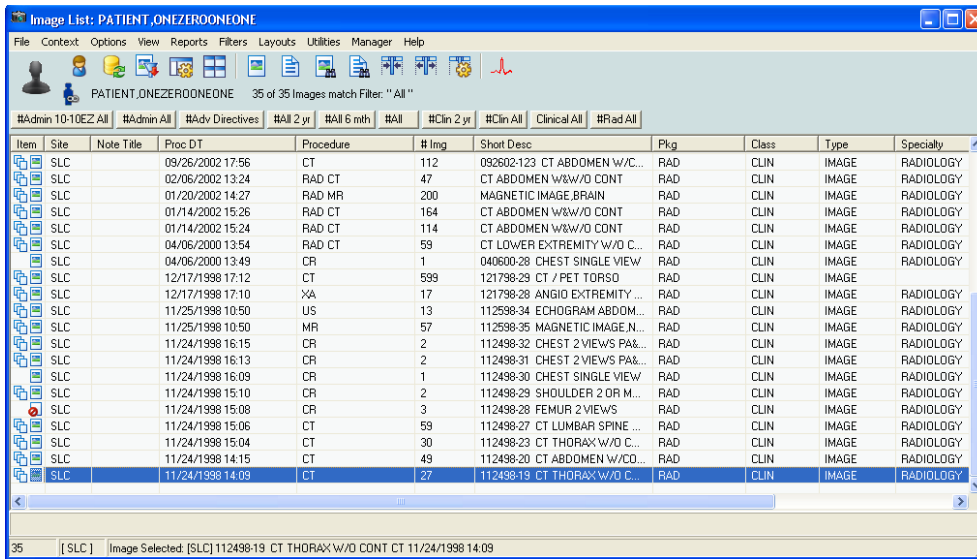 Image List: PATIENT,ONEZEROONEONE
File Context Options View Reports Filters Layouts Utilities Manager Help
PATIENT,ONEZEROONEONE 35 of 35 Images match Filter: " All "
#Admin 10-10EZ All #Admin All #Adv Directives #All 2 yr #All 6 mth #All #Clin 2 yr #Clin All Clinical All #Rad All
Item Site Note Title Proc DT Procedure # Img Short Desc Pkg Class Type Specialty
SLC 09/26/2002 17:56 CT 112 092602-123 CT ABDOMEN W/C... RAD CLIN IMAGE RADIOLOGY
SLC 02/06/2002 13:24 RAD CT 47 CT ABDOMEN W&W/O CONT RAD CLIN IMAGE RADIOLOGY
SLC 01/20/2002 14:27 RAD MR 200 MAGNETIC IMAGE,BRAIN RAD CLIN IMAGE RADIOLOGY
SLC 01/14/2002 15:26 RAD CT 164 CT ABDOMEN W&W/O CONT RAD CLIN IMAGE RADIOLOGY
SLC 01/14/2002 15:24 RAD CT 114 CT ABDOMEN W&W/O CONT RAD CLIN IMAGE RADIOLOGY
SLC 04/06/2000 13:54 RAD CT 59 CT LOWER EXTREMITY W/O C... RAD CLIN IMAGE RADIOLOGY
SLC 04/06/2000 13:49 CR 1 040600-28 CHEST SINGLE VIEW RAD CLIN IMAGE RADIOLOGY
SLC 12/17/1998 17:12 CT 599 121798-29 CT / PET TORSO RAD CLIN IMAGE
SLC 12/17/1998 17:10 XA 17 121798-28 ANGIO EXTREMITY ... RAD CLIN IMAGE RADIOLOGY
SLC 11/25/1998 10:50 US 13 112598-34 ECHOGRAM ABDOM... RAD CLIN IMAGE RADIOLOGY
SLC 11/25/1998 10:50 MR 57 112598-35 MAGNETIC IMAGE,N... RAD CLIN IMAGE RADIOLOGY
SLC 11/24/1998 16:15 CR 2 112498-32 CHEST 2 VIEWS PA&... RAD CLIN IMAGE RADIOLOGY
SLC 11/24/1998 16:13 CR 2 112498-31 CHEST 2 VIEWS PA&... RAD CLIN IMAGE RADIOLOGY
SLC 11/24/1998 16:09 CR 1 112498-30 CHEST SINGLE VIEW RAD CLIN IMAGE RADIOLOGY
SLC 11/24/1998 15:10 CR 2 112498-29 SHOULDER 2 OR M... RAD CLIN IMAGE RADIOLOGY
SLC 11/24/1998 15:08 CR 3 112498-28 FEMUR 2 VIEWS RAD CLIN IMAGE RADIOLOGY
SLC 11/24/1998 15:06 CT 59 112498-27 CT LUMBAR SPINE ... RAD CLIN IMAGE RADIOLOGY
SLC 11/24/1998 15:04 CT 30 112498-23 CT THORAX W/O C... RAD CLIN IMAGE RADIOLOGY
SLC 11/24/1998 14:15 CT 49 112498-20 CT ABDOMEN W/CO... RAD CLIN IMAGE RADIOLOGY
SLC 11/24/1998 14:09 CT 27 112498-19 CT THORAX W/O C... RAD CLIN IMAGE RADIOLOGY
35 [ SLC ] Image Selected: [SLC] 112498-19 CT THORAX W/O CONT CT 11/24/1998 14:09